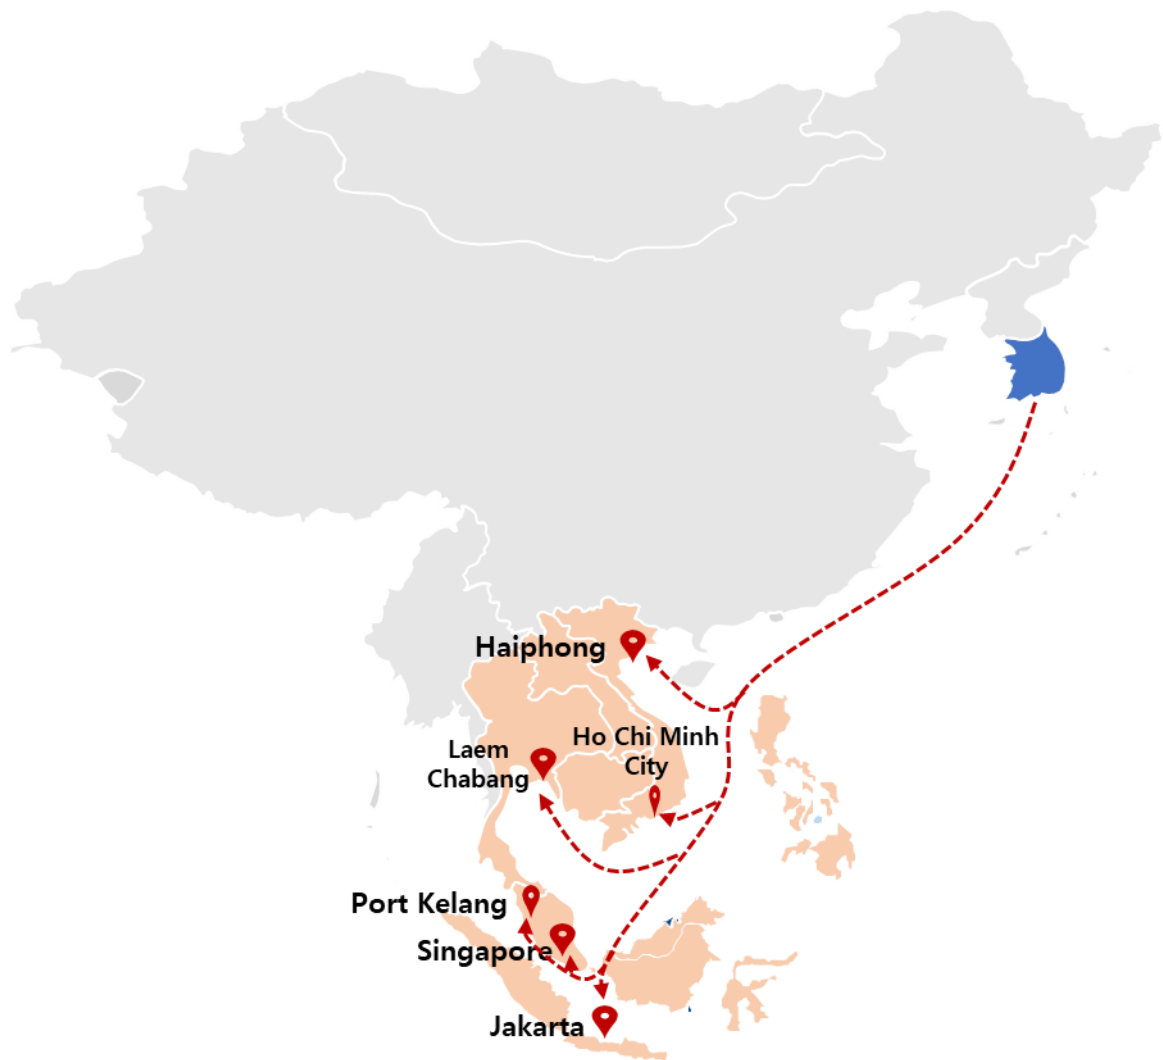 Haiphong
Ho Chi Minh
City
Laem
Chabang
Port Kelang
Singapore
Jakarta